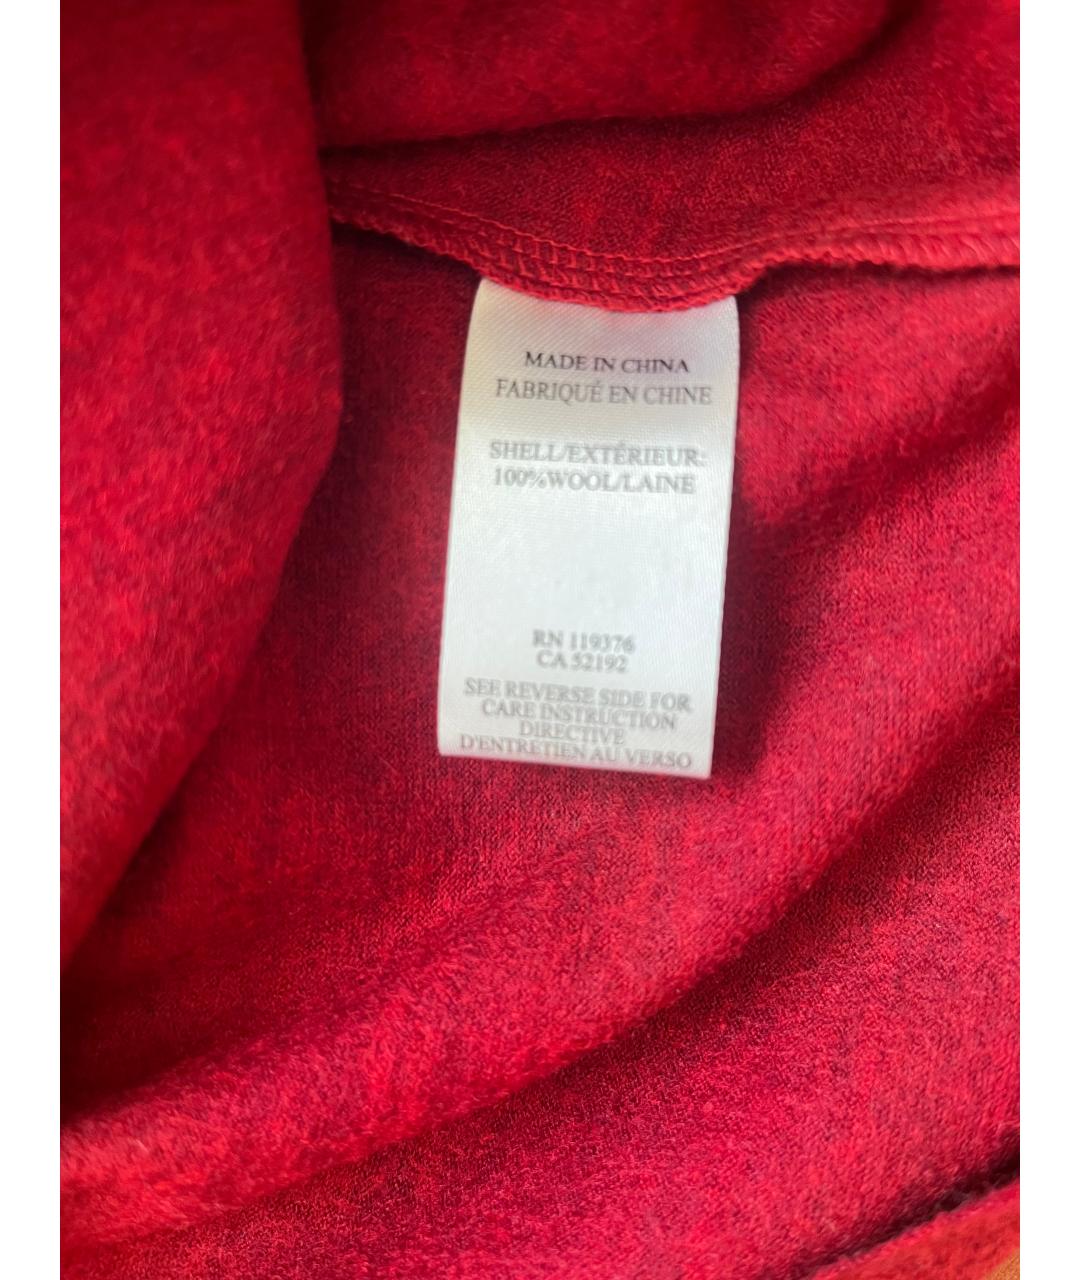 MADE IN CHINA
FABRIQUÉ EN CHINE
SHELL/EXTÉRIEUR:
100%WOOL/LAINE
RN 119376
CA 52192
SEE REVERSE SIDE FOR
CARE INSTRUCTION
DIRECTIVE
D'ENTRETIEN AU VERSO